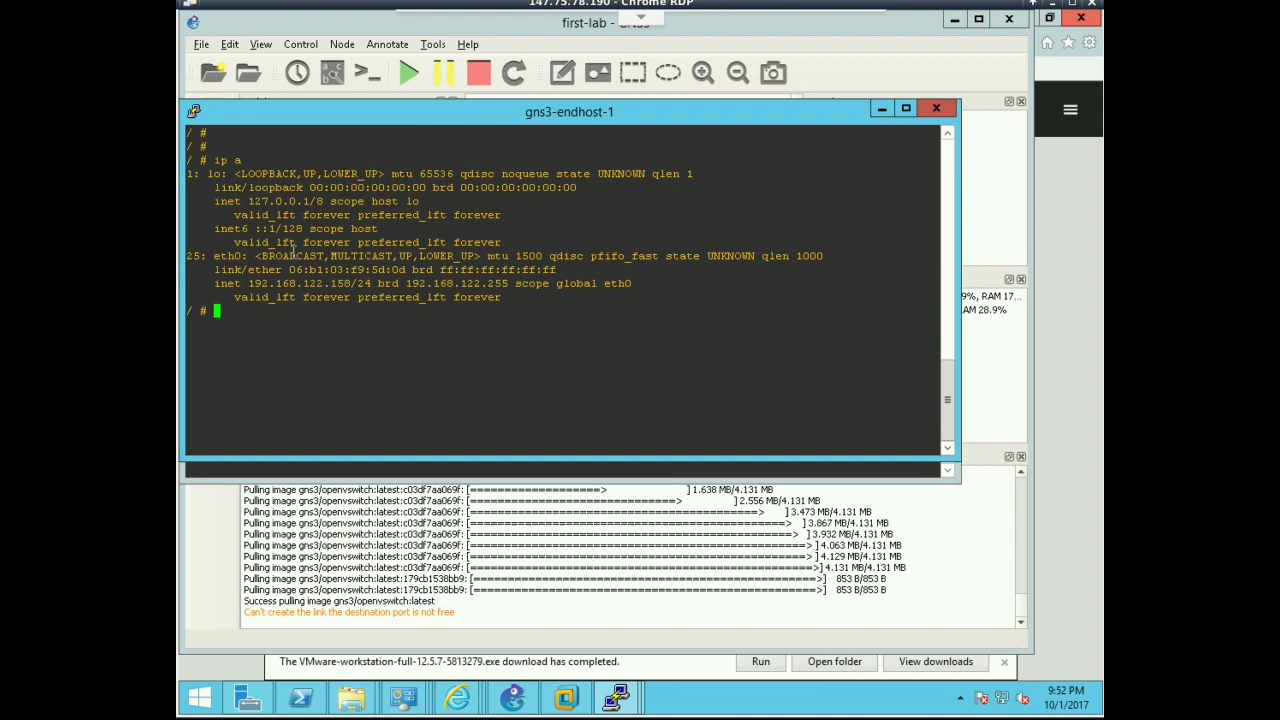 147.75.78.190 - Chrome RDP
first-lab - GNS3
File Edit View Control Node Annotate Tools Help
gns3-endhost-1
/ #
/ #
/ # ip a
1: lo: <LOOPBACK,UP,LOWER_UP> mtu 65536 qdisc noqueue state UNKNOWN qlen 1
link/loopback 00:00:00:00:00:00 brd 00:00:00:00:00:00
inet 127.0.0.1/8 scope host lo
valid_lft forever preferred_lft forever
inet6 ::1/128 scope host
valid_lft forever preferred_lft forever
25: eth0: <BROADCAST,MULTICAST,UP,LOWER_UP> mtu 1500 qdisc pfifo_fast state UNKNOWN qlen 1000
link/ether 06:b1:03:f9:5d:0d brd ff:ff:ff:ff:ff:ff
inet 192.168.122.158/24 brd 192.168.122.255 scope global eth0
valid_lft forever preferred_lft forever
/ #
9%, RAM 17...
AM 28.9%
Pulling image gns3/openvswitch:latest:c03df7aa069f: [===================> ] 1.638 MB/4.131 MB
Pulling image gns3/openvswitch:latest:c03df7aa069f: [==============================> ] 2.556 MB/4.131 MB
Pulling image gns3/openvswitch:latest:c03df7aa069f: [==========================================> ] 3.473 MB/4.131 MB
Pulling image gns3/openvswitch:latest:c03df7aa069f: [==============================================> ] 3.867 MB/4.131 MB
Pulling image gns3/openvswitch:latest:c03df7aa069f: [===============================================> ] 3.932 MB/4.131 MB
Pulling image gns3/openvswitch:latest:c03df7aa069f: [=================================================> ] 4.063 MB/4.131 MB
Pulling image gns3/openvswitch:latest:c03df7aa069f: [=================================================> ] 4.129 MB/4.131 MB
Pulling image gns3/openvswitch:latest:c03df7aa069f: [==================================================>] 4.131 MB/4.131 MB
Pulling image gns3/openvswitch:latest:179cb1538bb9: [==================================================>] 853 B/853 B
Pulling image gns3/openvswitch:latest:179cb1538bb9: [==================================================>] 853 B/853 B
Success pulling image gns3/openvswitch:latest
Can't create the link the destination port is not free
The VMware-workstation-full-12.5.7-5813279.exe download has completed. Run Open folder View downloads
9:52 PM
10/1/2017